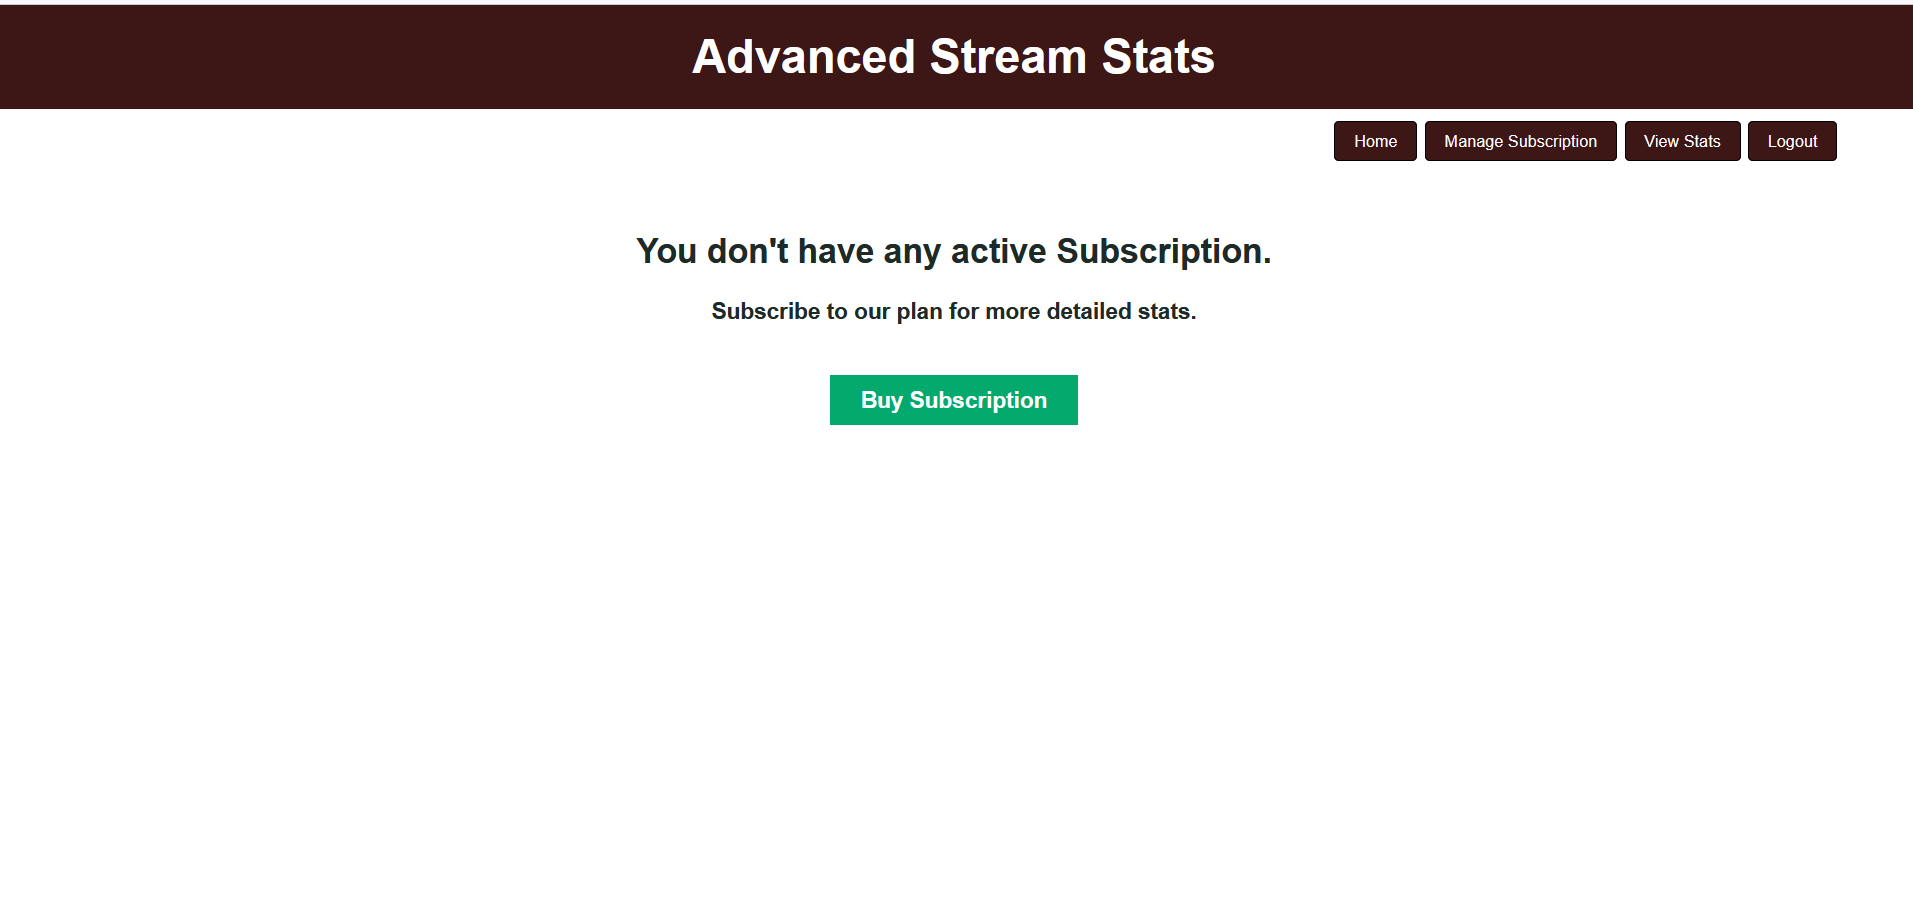 Advanced Stream Stats
Home Manage Subscription View Stats Logout
You don't have any active Subscription.
Subscribe to our plan for more detailed stats.
Buy Subscription